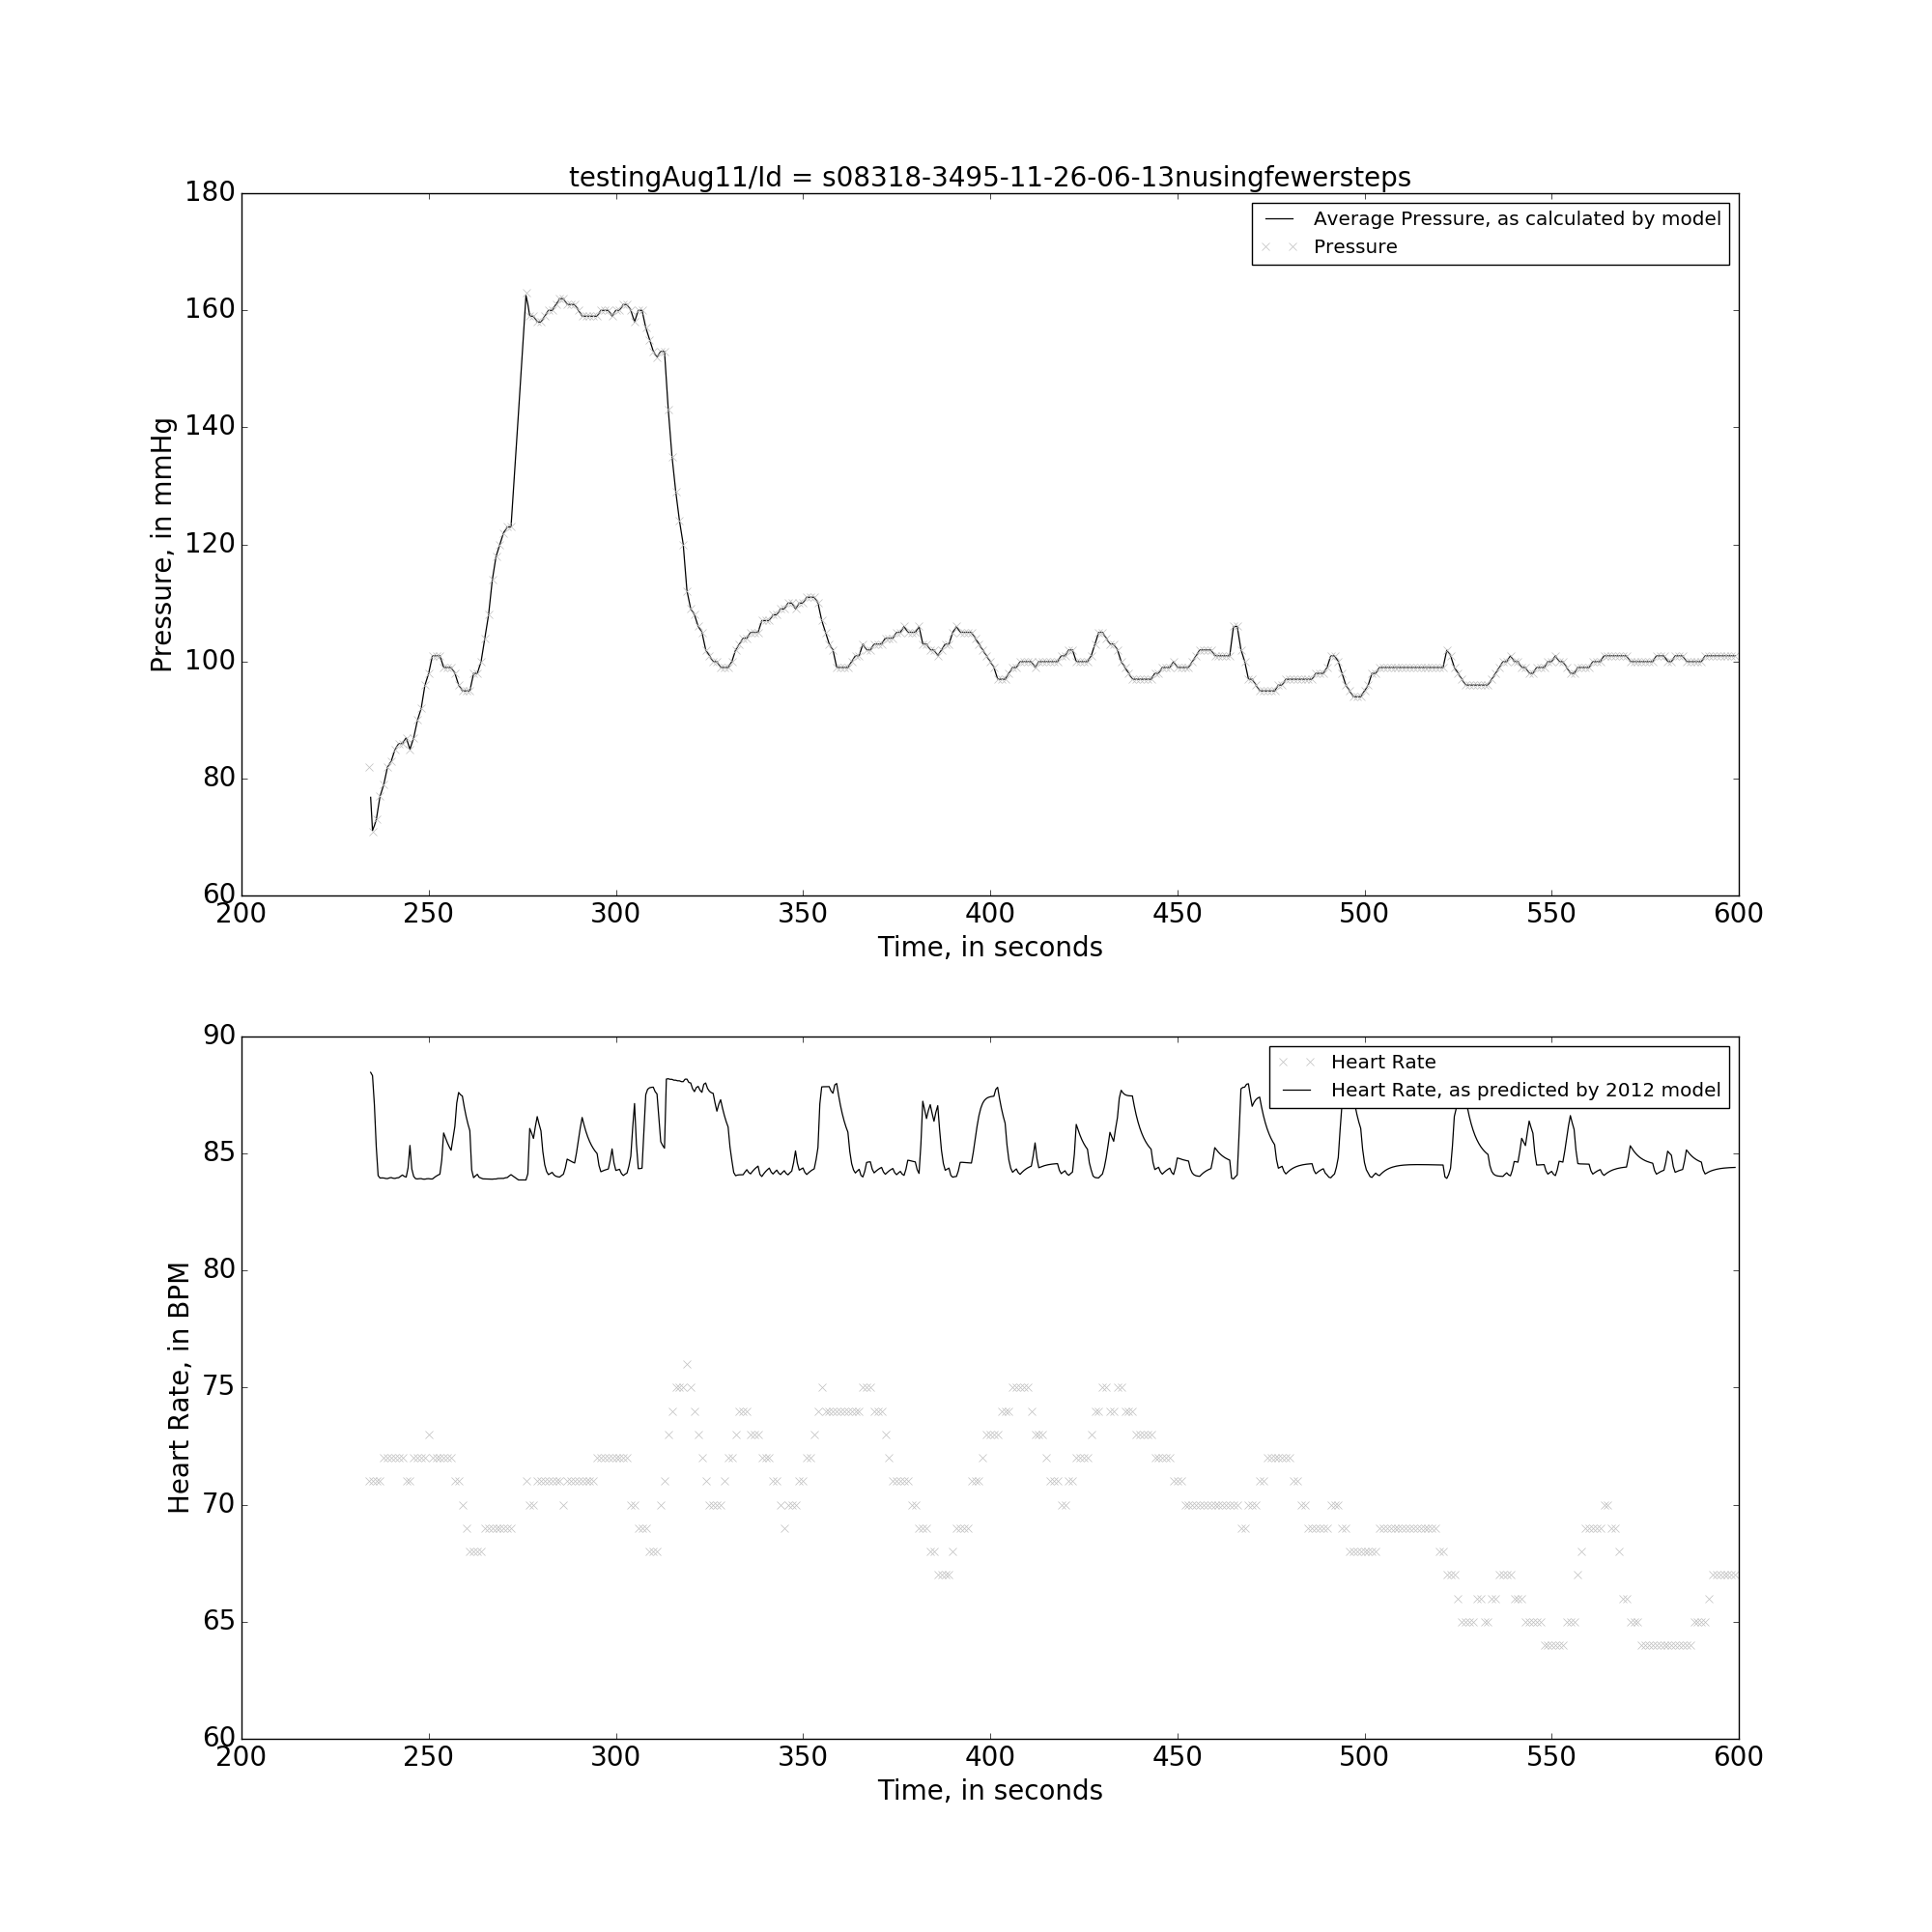 testingAug11/Id = s08318-3495-11-26-06-13nusingfewersteps
180
160
140
120
100
80
60
Pressure, in mmHg
Average Pressure, as calculated by model
Pressure
200 250 300 350 400 450 500 550 600
Time, in seconds
90
85
80
75
70
65
60
Heart Rate, in BPM
Heart Rate
Heart Rate, as predicted by 2012 model
200 250 300 350 400 450 500 550 600
Time, in seconds